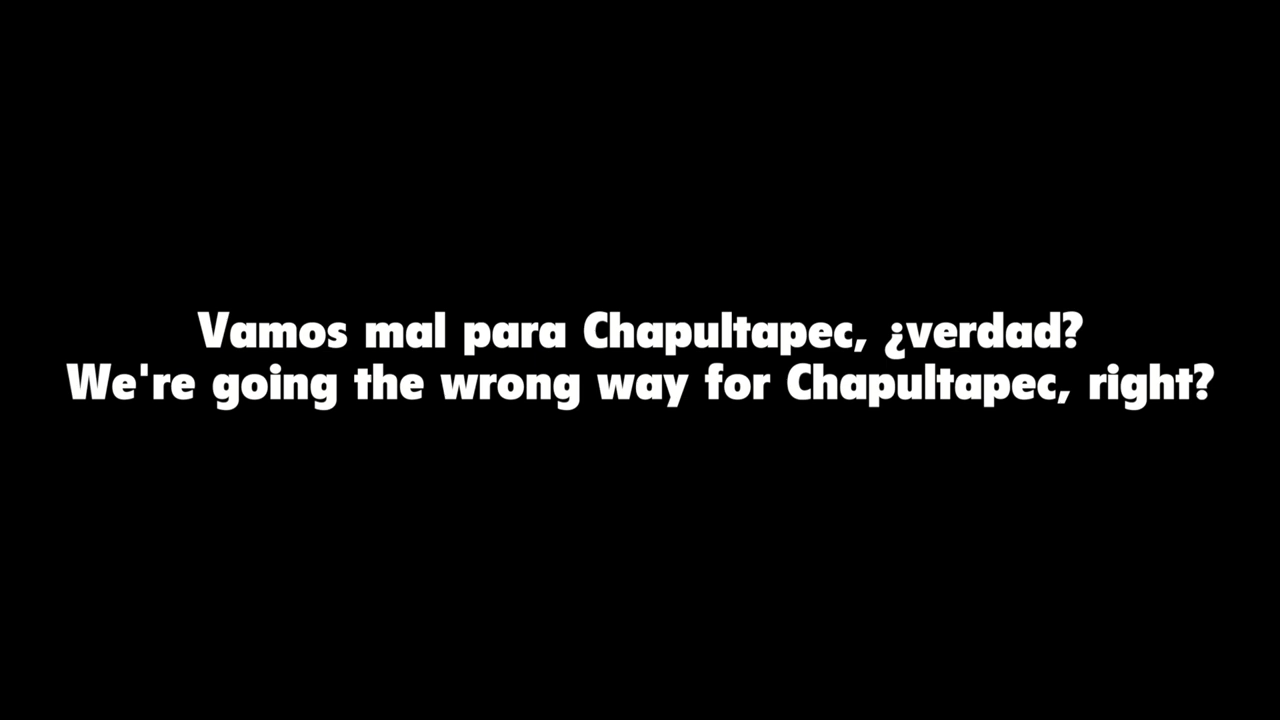 Vamos mal para Chapultapec, ¿verdad?
We're going the wrong way for Chapultapec, right?